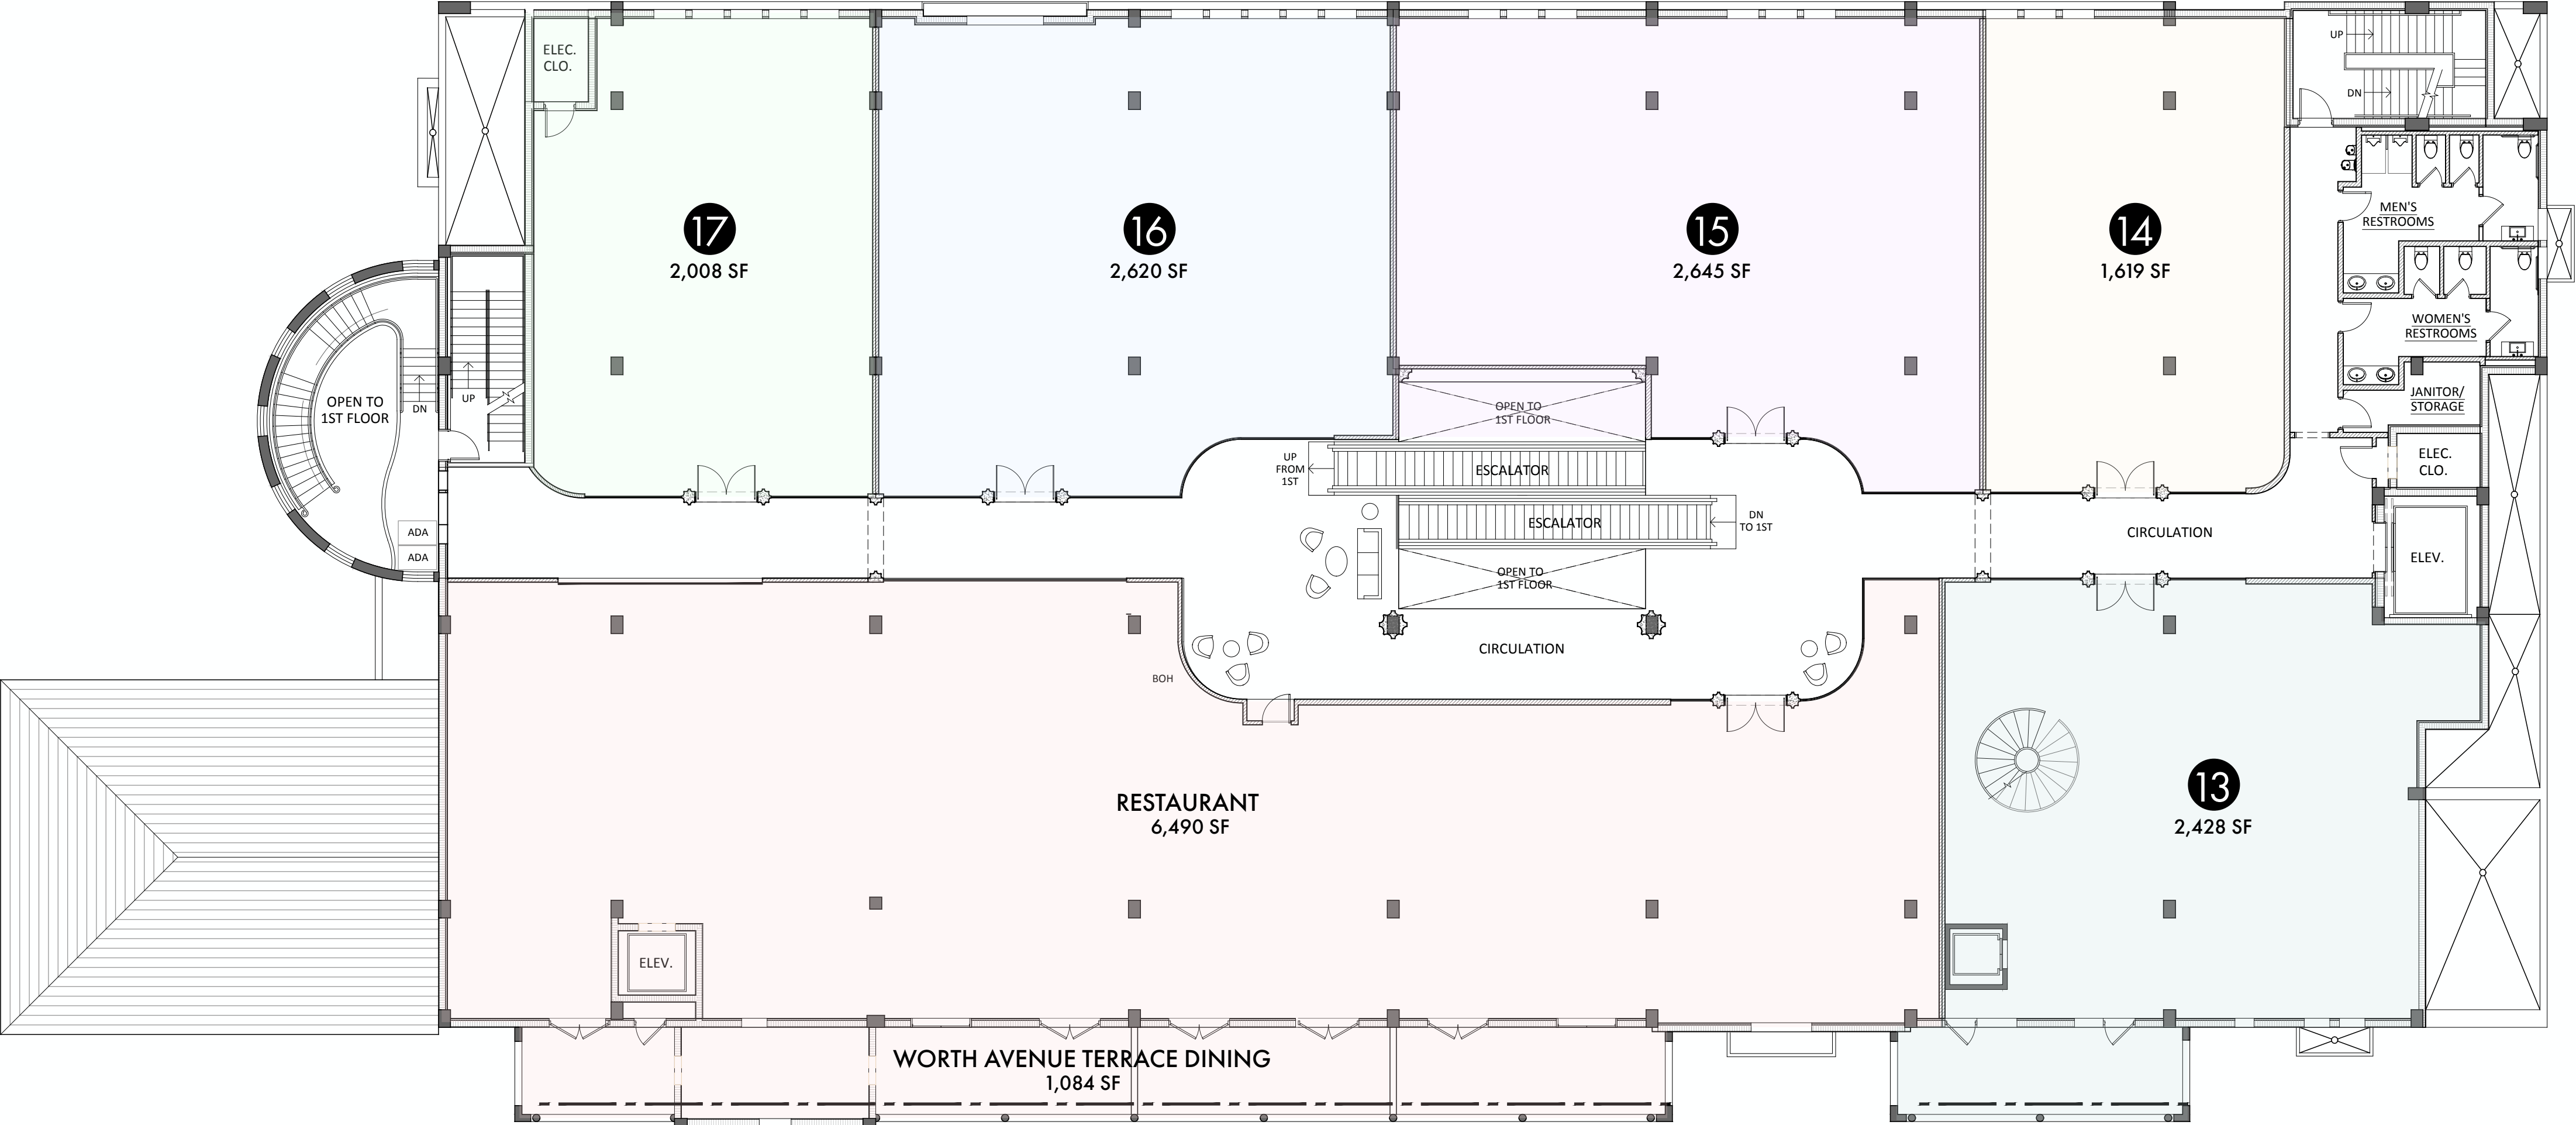 ELEC.
CLO.
UP
DN
17
2,008 SF
16
2,620 SF
15
2,645 SF
14
1,619 SF
MEN'S
RESTROOMS
WOMEN'S
RESTROOMS
JANITOR/
STORAGE
ELEC.
CLO.
OPEN TO
1ST FLOOR
DN
UP
OPEN TO
1ST FLOOR
UP
FROM
1ST
ESCALATOR
ESCALATOR
DN
TO 1ST
CIRCULATION
ADA
ADA
ELEV.
OPEN TO
1ST FLOOR
CIRCULATION
BOH
RESTAURANT
6,490 SF
13
2,428 SF
ELEV.
WORTH AVENUE TERRACE DINING
1,084 SF